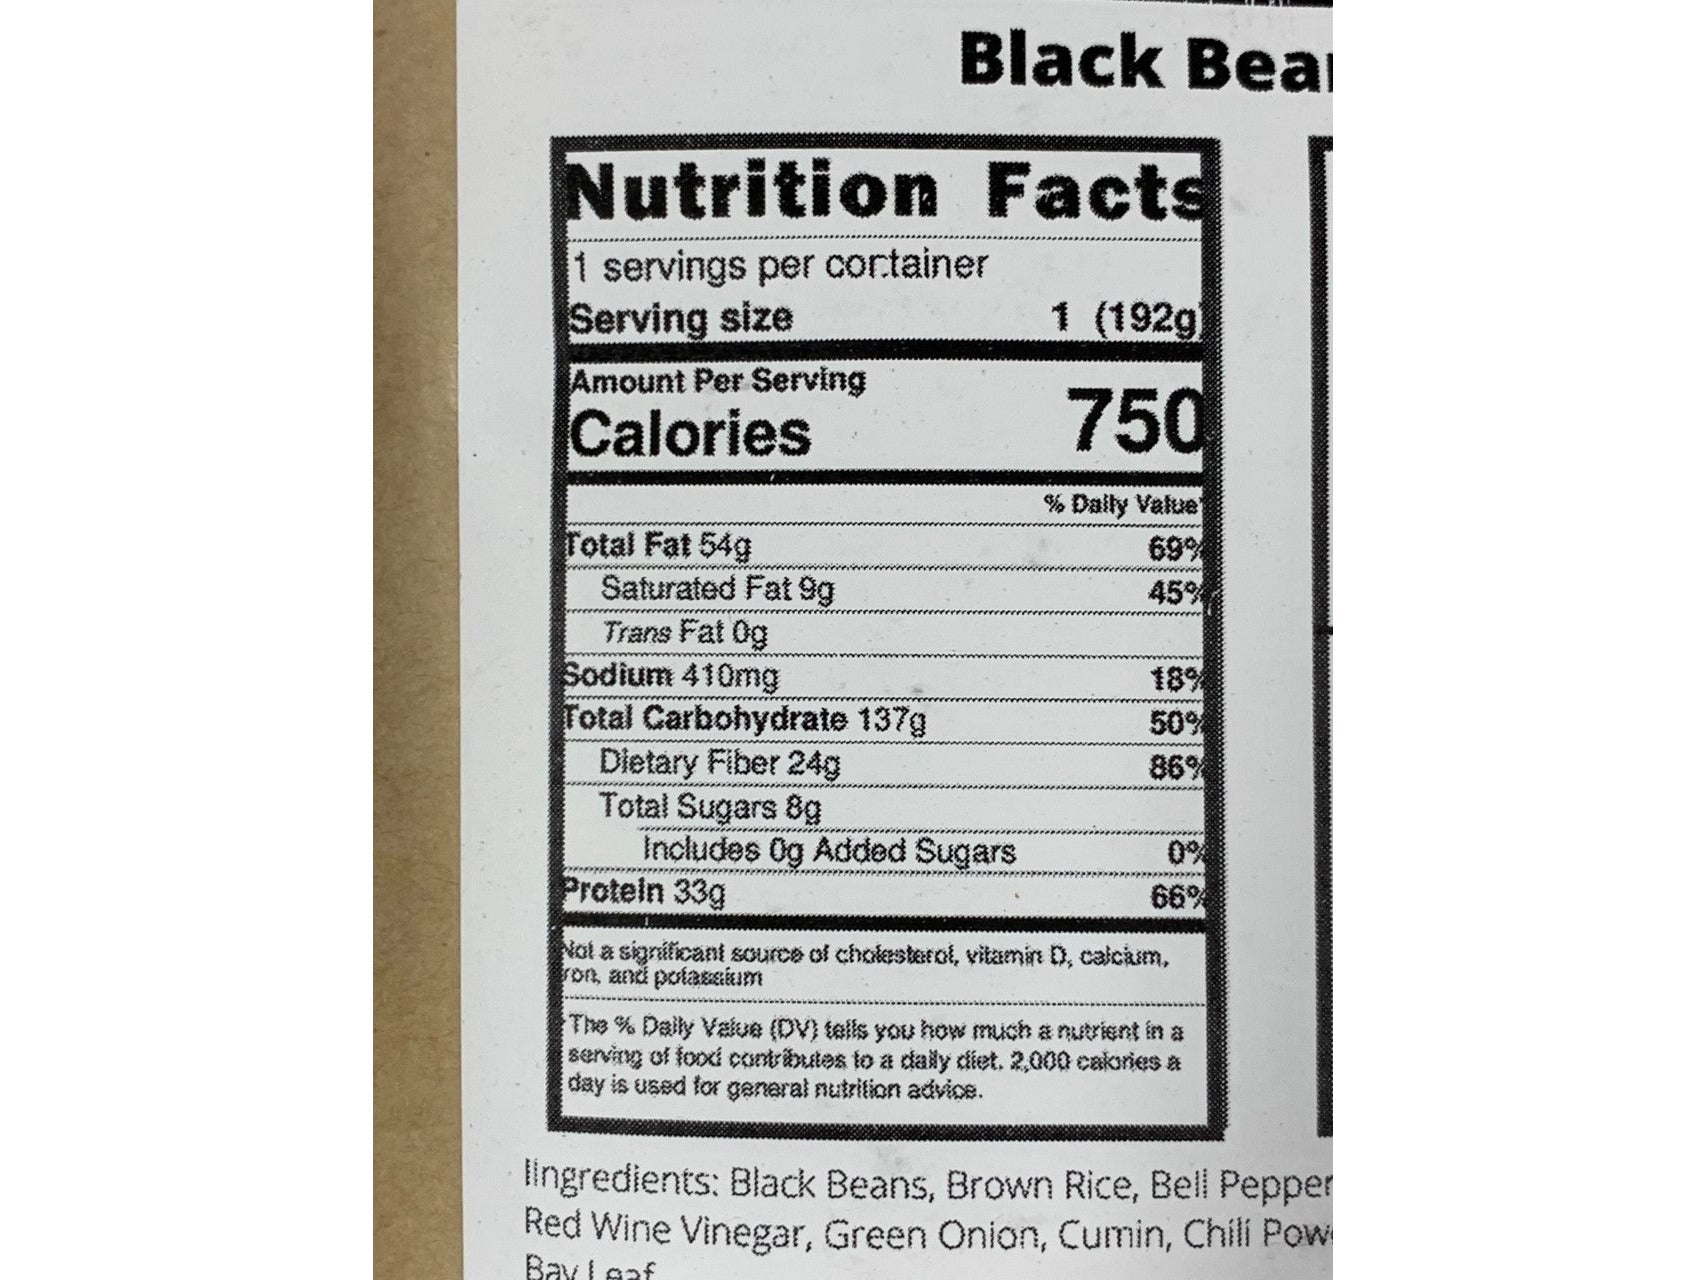 Black Bea
Nutrition Facts
1 servings per container
Serving size 1 (192g)
Amount Per Serving
Calories 750
% Daily Value*
Total Fat 54g 69%
Saturated Fat 9g 45%
Trans Fat 0g
Sodium 410mg 18%
Total Carbohydrate 137g 50%
Dietary Fiber 24g 86%
Total Sugars 8g
Includes 0g Added Sugars 0%
Protein 33g 66%
Not a significant source of cholesterol, vitamin D, calcium,
iron, and potassium
*The % Daily Value (DV) tells you how much a nutrient in a
serving of food contributes to a daily diet. 2,000 calories a
day is used for general nutrition advice.
IIngredients: Black Beans, Brown Rice, Bell Pepper
Red Wine Vinegar, Green Onion, Cumin, Chili Pow
Bay Leaf